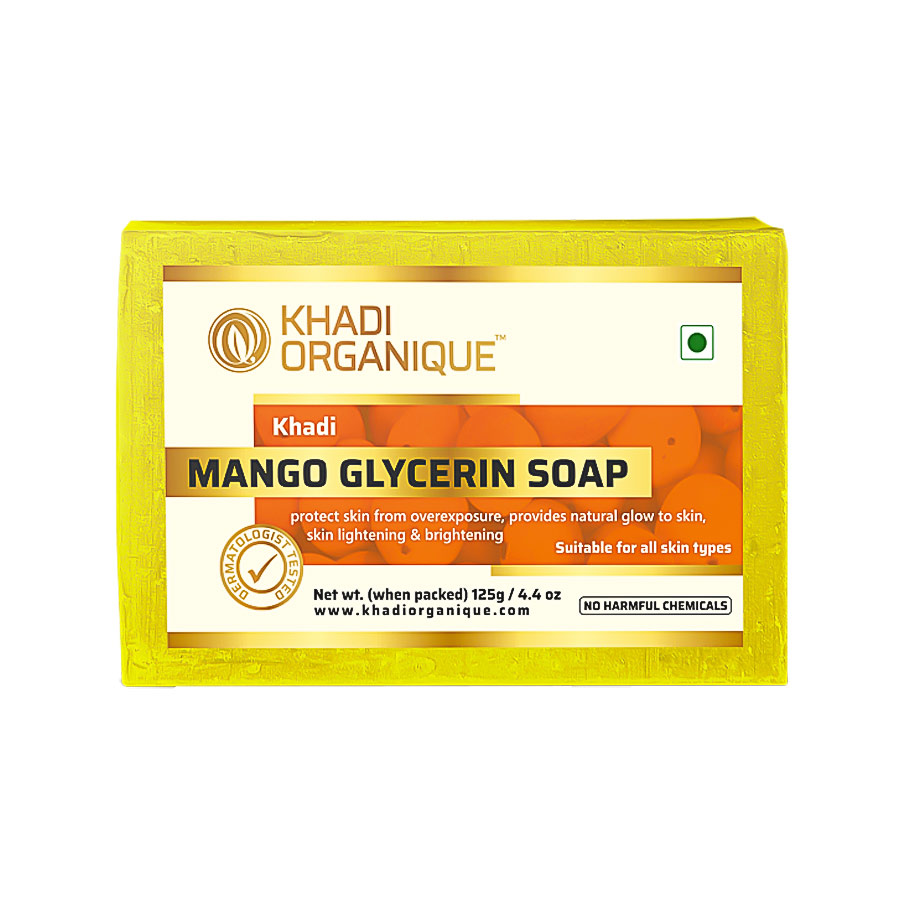 KHADI
ORGANIQUE™
Khadi
MANGO GLYCERIN SOAP
protect skin from overexposure, provides natural glow to skin,
skin lightening & brightening
Suitable for all skin types
DERMATOLOGIST TESTED
Net wt. (when packed) 125g / 4.4 oz
www.khadiorganique.com
NO HARMFUL CHEMICALS